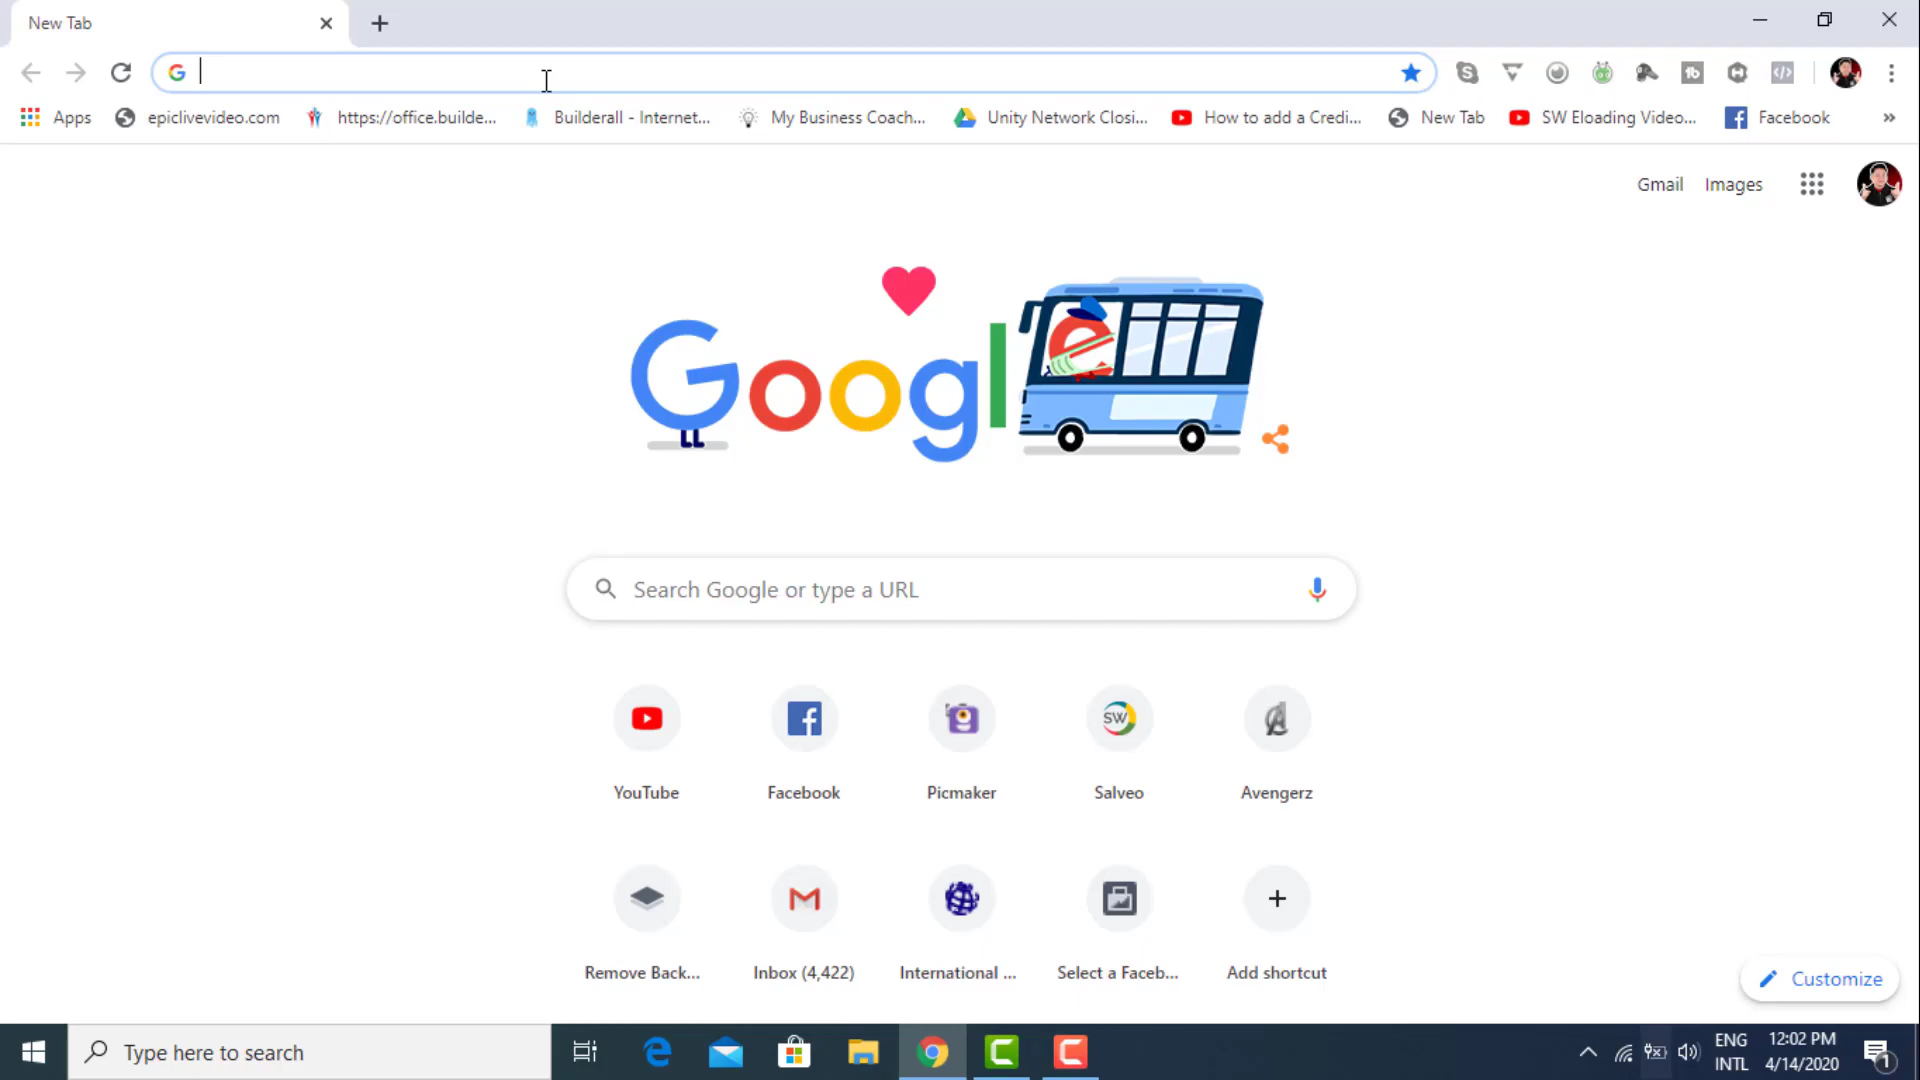 New Tab
Apps epiclivevideo.com https://office.builde... Builderall - Internet... My Business Coach... Unity Network Closi... How to add a Credi... New Tab SW Eloading Video... Facebook »
Gmail Images
Google
Search Google or type a URL
SW
YouTube Facebook Picmaker Salveo Avengerz
Remove Back... Inbox (4,422) International ... Select a Faceb... Add shortcut
Customize
Type here to search
ENG 12:02 PM
INTL 4/14/2020
1